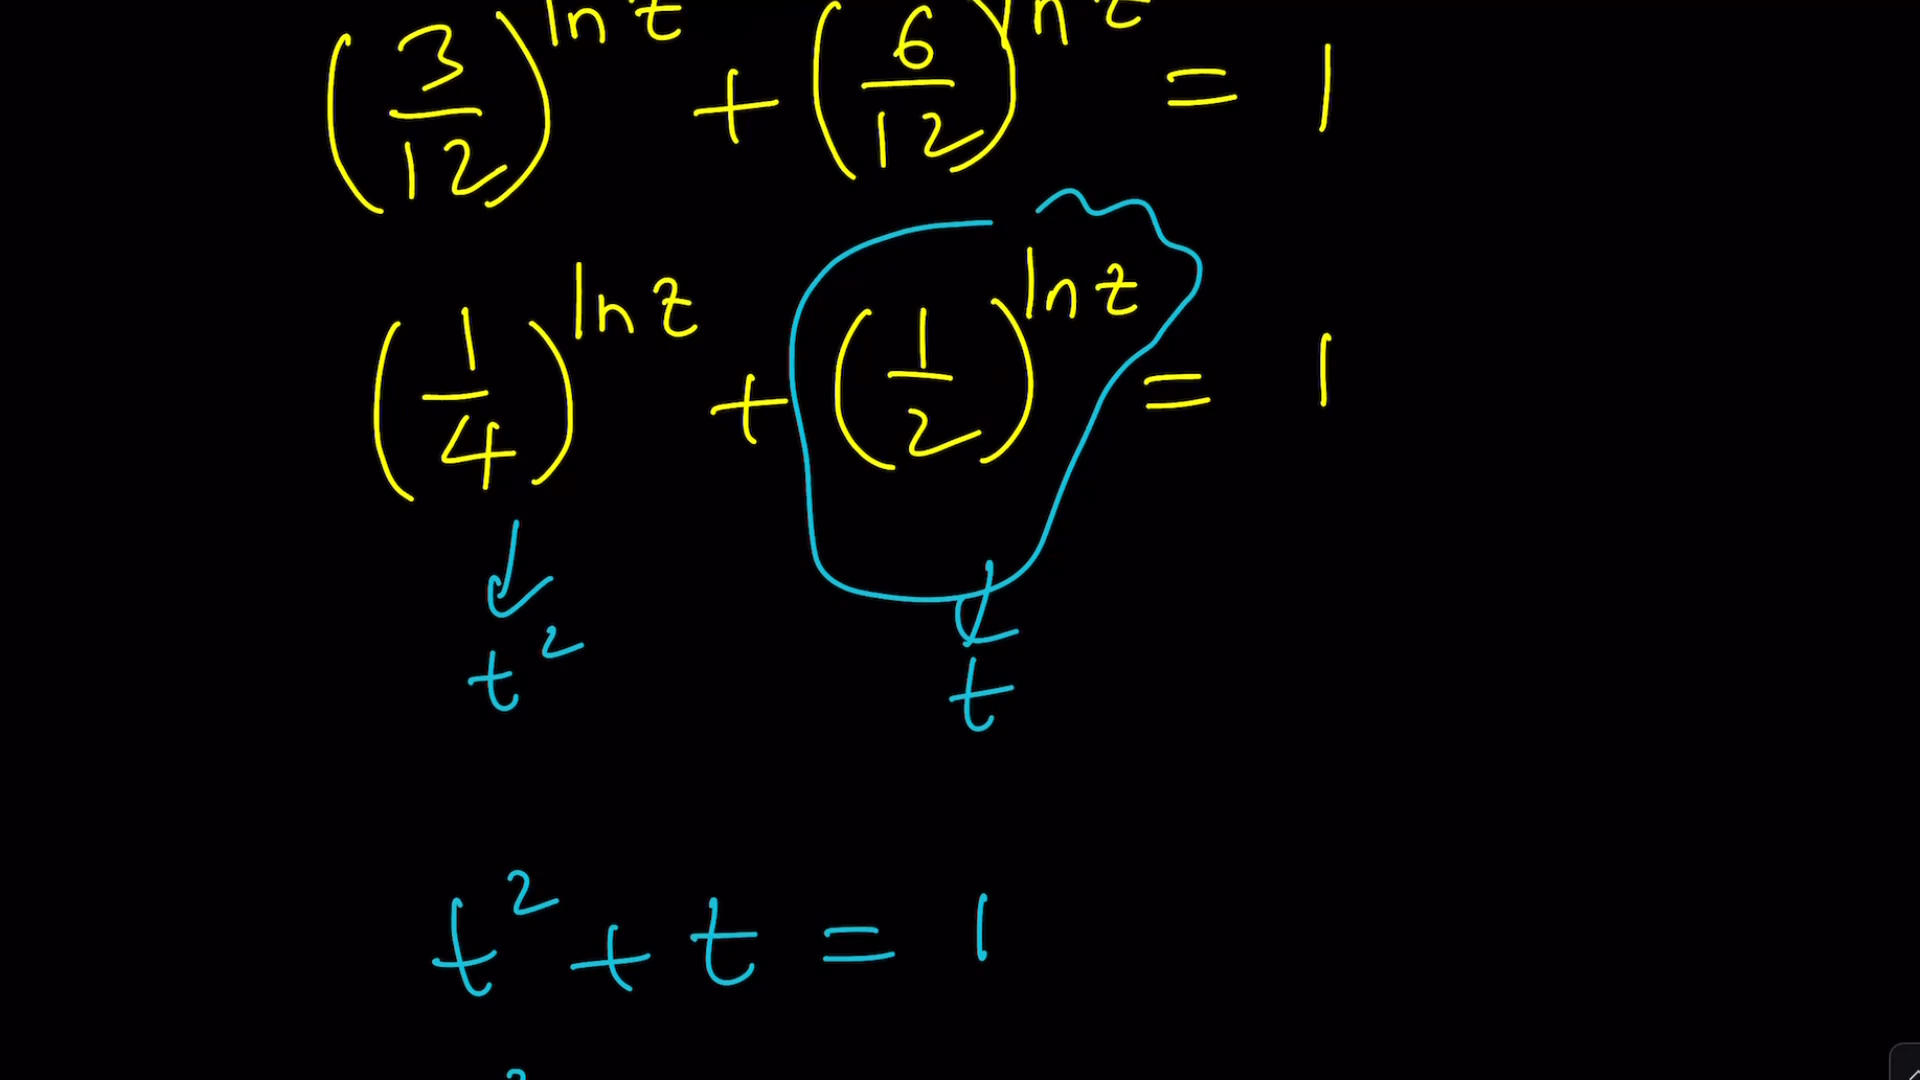 (3/12)^ln z + (6/12)^ln z = 1
(1/4)^ln z + (1/2)^ln z = 1
t² t
t² + t = 1